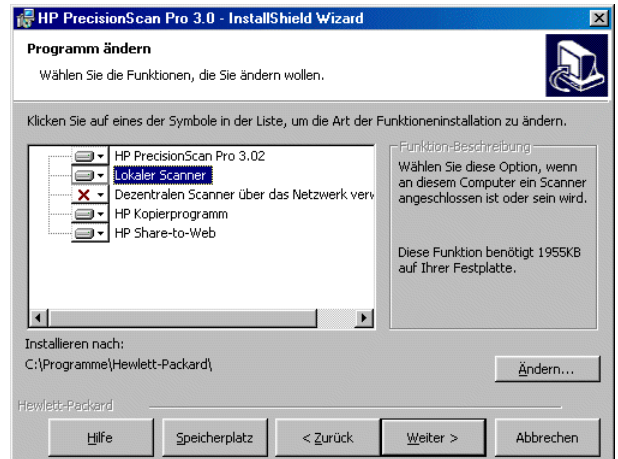 HP PrecisionScan Pro 3.0 - InstallShield Wizard
Programm ändern
Wählen Sie die Funktionen, die Sie ändern wollen.
Klicken Sie auf eines der Symbole in der Liste, um die Art der Funktioneninstallation zu ändern.
HP PrecisionScan Pro 3.02
Lokaler Scanner
Dezentralen Scanner über das Netzwerk verw
HP Kopierprogramm
HP Share-to-Web
Funktion-Beschreibung
Wählen Sie diese Option, wenn
an diesem Computer ein Scanner
angeschlossen ist oder sein wird.
Diese Funktion benötigt 1955KB
auf Ihrer Festplatte.
Installieren nach:
C:\Programme\Hewlett-Packard\
Ändern...
Hewlett-Packard
Hilfe
Speicherplatz
< Zurück
Weiter >
Abbrechen